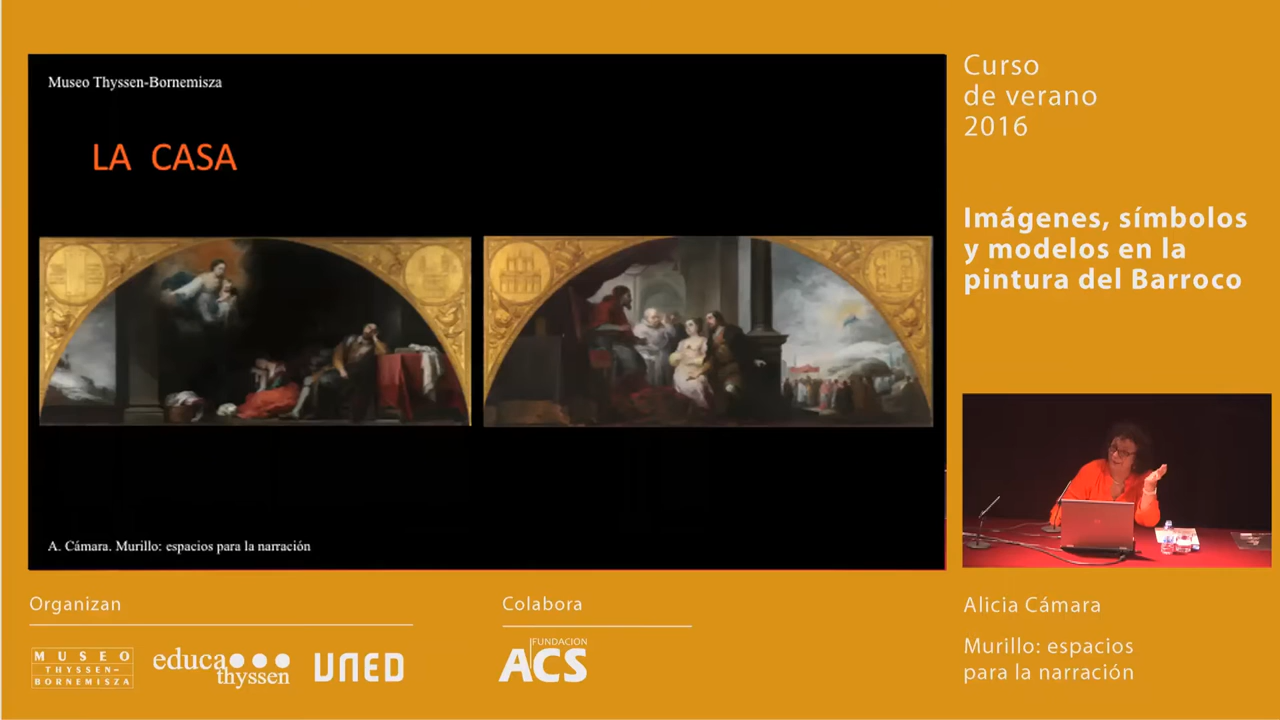 Museo Thyssen-Bornemisza
LA CASA
A. Cámara. Murillo: espacios para la narración
Curso
de verano
2016
Imágenes, símbolos
y modelos en la
pintura del Barroco
Alicia Cámara
Murillo: espacios
para la narración
Organizan
MUSEO
THYSSEN-
BORNEMISZA
educa
thyssen
UNED
Colabora
FUNDACION
ACS